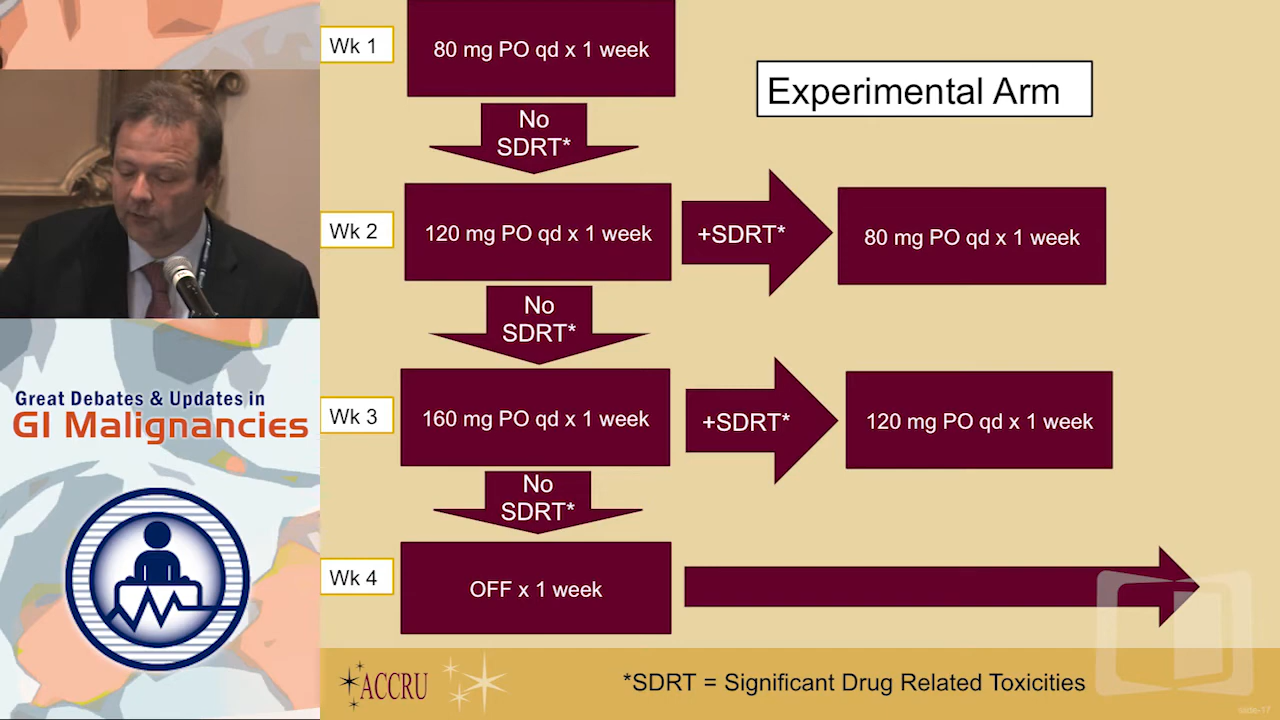 Wk 1
80 mg PO qd x 1 week
Experimental Arm
No
SDRT*
Wk 2
120 mg PO qd x 1 week
+SDRT*
80 mg PO qd x 1 week
No
SDRT*
Wk 3
160 mg PO qd x 1 week
+SDRT*
120 mg PO qd x 1 week
No
SDRT*
Wk 4
OFF x 1 week
Great Debates & Updates in
GI Malignancies
ACCRU
*SDRT = Significant Drug Related Toxicities
slide-17